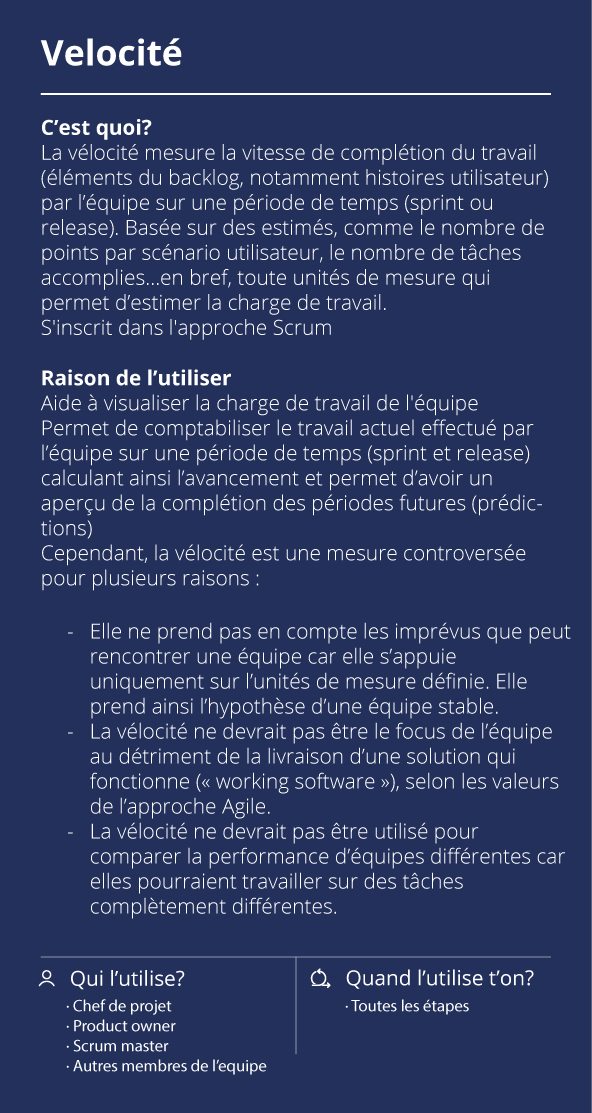 Velocité
C’est quoi?
La vélocité mesure la vitesse de complétion du travail
(éléments du backlog, notamment histoires utilisateur)
par l’équipe sur une période de temps (sprint ou
release). Basée sur des estimés, comme le nombre de
points par scénario utilisateur, le nombre de tâches
accomplies...en bref, toute unités de mesure qui
permet d’estimer la charge de travail.
S'inscrit dans l'approche Scrum
Raison de l’utiliser
Aide à visualiser la charge de travail de l'équipe
Permet de comptabiliser le travail actuel effectué par
l’équipe sur une période de temps (sprint et release)
calculant ainsi l’avancement et permet d’avoir un
aperçu de la complétion des périodes futures (prédic-
tions)
Cependant, la vélocité est une mesure controversée
pour plusieurs raisons :
- Elle ne prend pas en compte les imprévus que peut
rencontrer une équipe car elle s’appuie
uniquement sur l’unités de mesure définie. Elle
prend ainsi l’hypothèse d’une équipe stable.
- La vélocité ne devrait pas être le focus de l’équipe
au détriment de la livraison d’une solution qui
fonctionne (« working software »), selon les valeurs
de l’approche Agile.
- La vélocité ne devrait pas être utilisé pour
comparer la performance d’équipes différentes car
elles pourraient travailler sur des tâches
complètement différentes.
Qui l’utilise?
· Chef de projet
· Product owner
· Scrum master
· Autres membres de l’equipe
Quand l’utilise t’on?
· Toutes les étapes